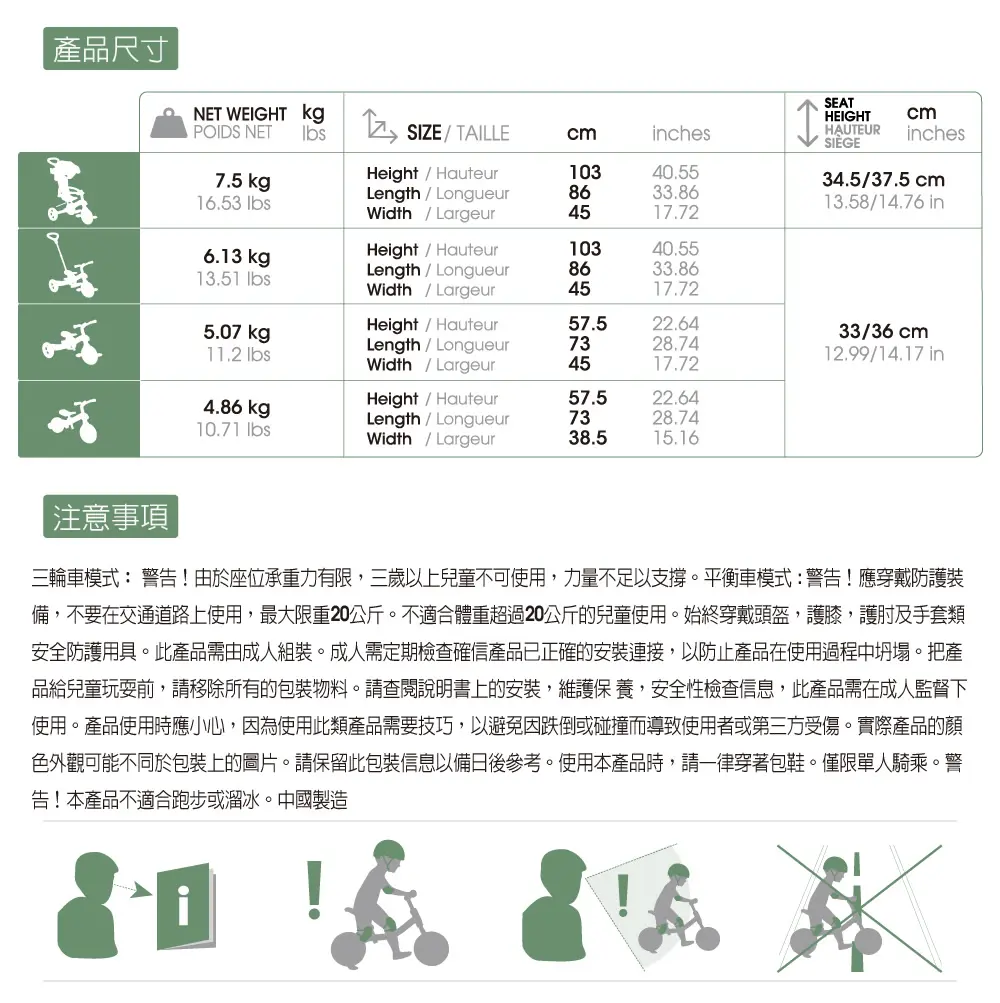 產品尺寸
NET WEIGHT kg
POIDS NET lbs
SIZE / TAILLE cm inches
SEAT
HEIGHT cm
HAUTEUR inches
SIÈGE
7.5 kg
16.53 lbs
Height / Hauteur 103 40.55
Length / Longueur 86 33.86
Width / Largeur 45 17.72
34.5/37.5 cm
13.58/14.76 in
6.13 kg
13.51 lbs
Height / Hauteur 103 40.55
Length / Longueur 86 33.86
Width / Largeur 45 17.72
5.07 kg
11.2 lbs
Height / Hauteur 57.5 22.64
Length / Longueur 73 28.74
Width / Largeur 45 17.72
33/36 cm
12.99/14.17 in
4.86 kg
10.71 lbs
Height / Hauteur 57.5 22.64
Length / Longueur 73 28.74
Width / Largeur 38.5 15.16
注意事項
三輪車模式： 警告！由於座位承重力有限，三歲以上兒童不可使用，力量不足以支撐。平衡車模式：警告！應穿戴防護裝
備，不要在交通道路上使用，最大限重20公斤。不適合體重超過20公斤的兒童使用。始終穿戴頭盔，護膝，護肘及手套類
安全防護用具。此產品需由成人組裝。成人需定期檢查確信產品已正確的安裝連接，以防止產品在使用過程中坍塌。把產
品給兒童玩耍前，請移除所有的包裝物料。請查閱說明書上的安裝，維護保 養，安全性檢查信息，此產品需在成人監督下
使用。產品使用時應小心，因為使用此類產品需要技巧，以避免因跌倒或碰撞而導致使用者或第三方受傷。實際產品的顏
色外觀可能不同於包裝上的圖片。請保留此包裝信息以備日後參考。使用本產品時，請一律穿著包鞋。僅限單人騎乘。警
告！本產品不適合跑步或溜冰。中國製造
i
!
!